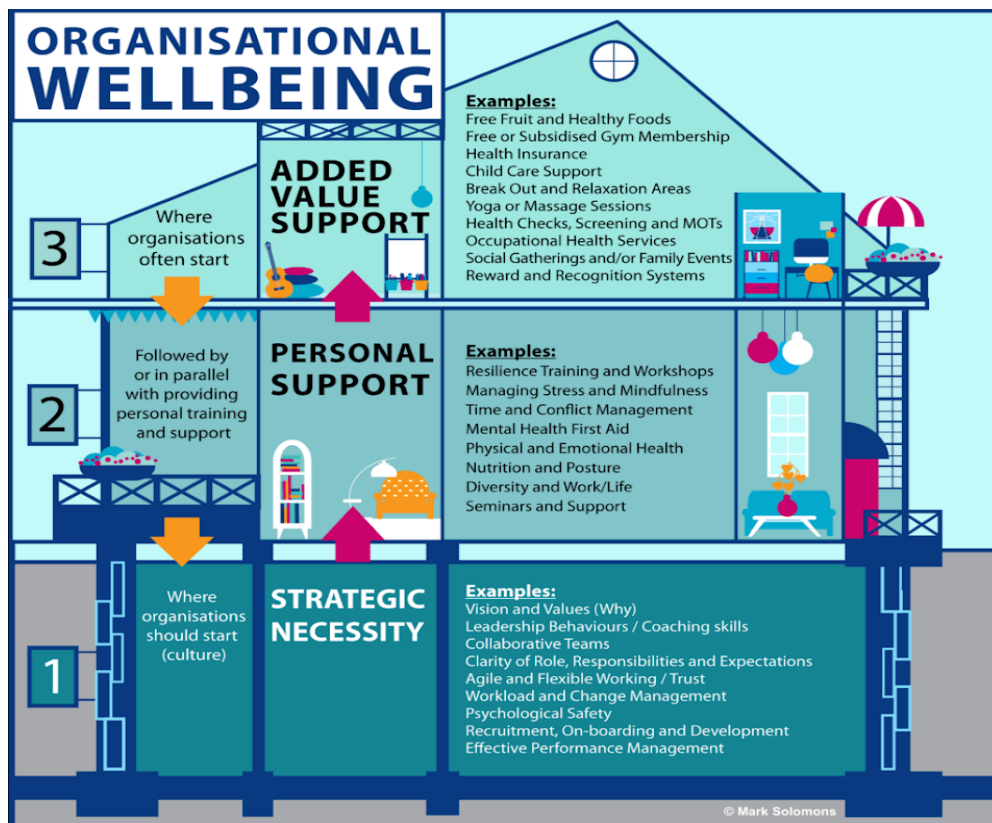 ORGANISATIONAL
WELLBEING
3
Where
organisations
often start
ADDED
VALUE
SUPPORT
Examples:
Free Fruit and Healthy Foods
Free or Subsidised Gym Membership
Health Insurance
Child Care Support
Break Out and Relaxation Areas
Yoga or Massage Sessions
Health Checks, Screening and MOTs
Occupational Health Services
Social Gatherings and/or Family Events
Reward and Recognition Systems
2
Followed by
or in parallel
with providing
personal training
and support
PERSONAL
SUPPORT
Examples:
Resilience Training and Workshops
Managing Stress and Mindfulness
Time and Conflict Management
Mental Health First Aid
Physical and Emotional Health
Nutrition and Posture
Diversity and Work/Life
Seminars and Support
1
Where
organisations
should start
(culture)
STRATEGIC
NECESSITY
Examples:
Vision and Values (Why)
Leadership Behaviours / Coaching skills
Collaborative Teams
Clarity of Role, Responsibilities and Expectations
Agile and Flexible Working / Trust
Workload and Change Management
Psychological Safety
Recruitment, On-boarding and Development
Effective Performance Management
© Mark Solomons